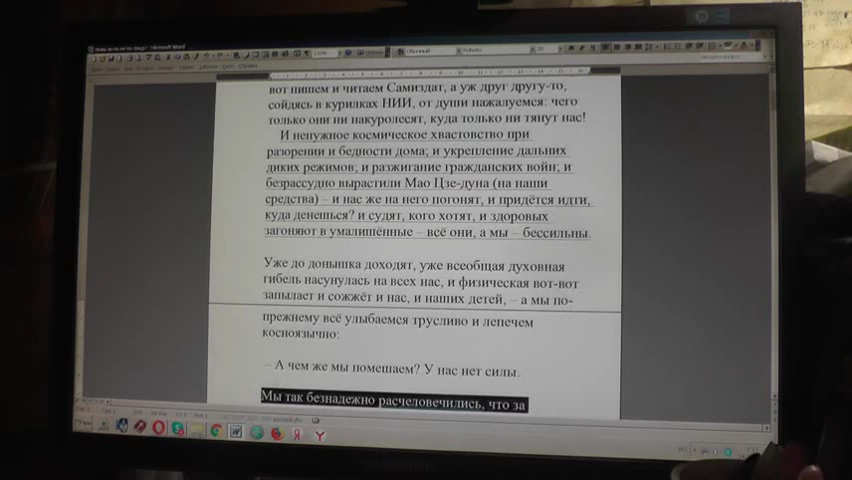 вот пишем и читаем Самиздат, а уж друг другу-то,
сойдясь в курилках НИИ, от души нажалуемся: чего
только они ни накуролесят, куда только ни тянут нас!
И ненужное космическое хвастовство при
разорении и бедности дома; и укрепление дальних
диких режимов; и разжигание гражданских войн; и
безрассудно вырастили Мао Цзе-дуна (на наши
средства) – и нас же на него погонят, и придётся идти,
куда денешься? и судят, кого хотят, и здоровых
загоняют в умалишённые – всё они, а мы – бессильны.
Уже до донышка доходят, уже всеобщая духовная
гибель насунулась на всех нас, и физическая вот-вот
запылает и сожжёт и нас, и наших детей, – а мы по-
прежнему всё улыбаемся трусливо и лепечем
косноязычно:
– А чем же мы помешаем? У нас нет силы.
Мы так безнадежно расчеловечились, что за